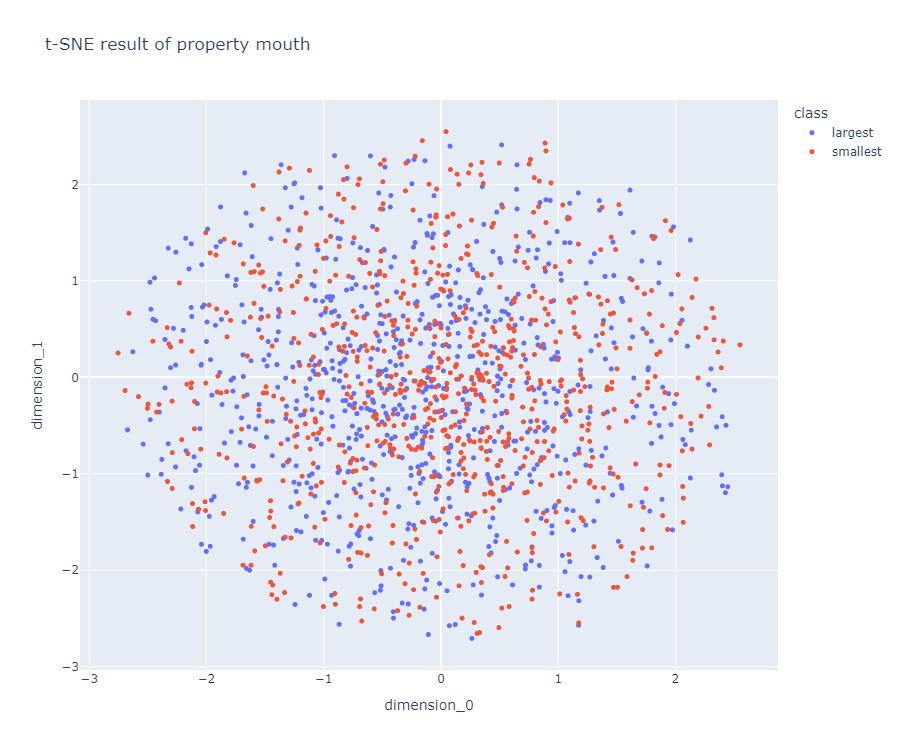 t-SNE result of property mouth
class
largest
smallest
dimension_1
2
1
0
−1
−2
−3
−3
−2
−1
0
1
2
dimension_0